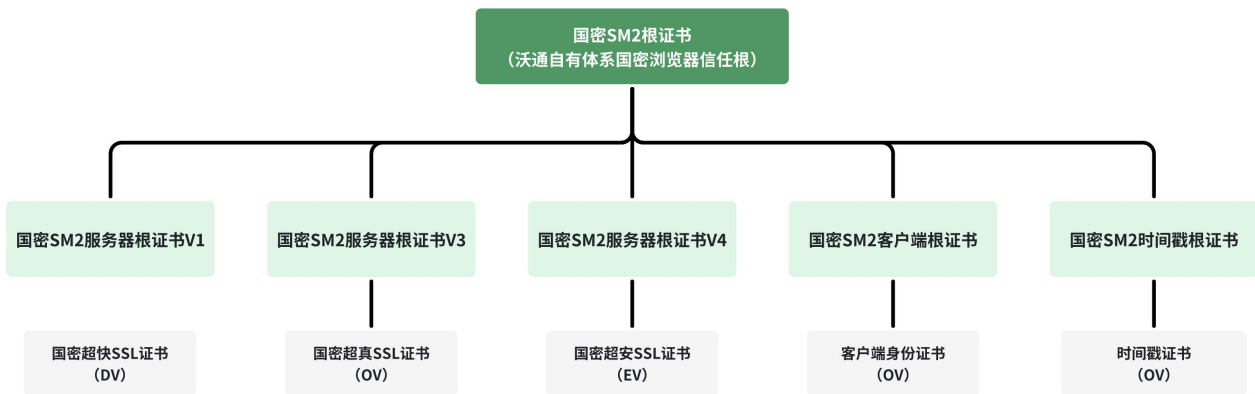 国密SM2根证书
（沃通自有体系国密浏览器信任根）
国密SM2服务器根证书V1
国密SM2服务器根证书V3
国密SM2服务器根证书V4
国密SM2客户端根证书
国密SM2时间戳根证书
国密超快SSL证书
（DV）
国密超真SSL证书
（OV）
国密超安SSL证书
（EV）
客户端身份证书
（OV）
时间戳证书
（OV）